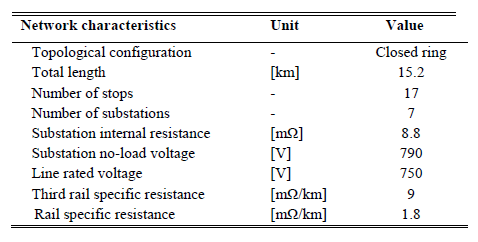 Network characteristics Unit Value
Topological configuration - Closed ring
Total length [km] 15.2
Number of stops - 17
Number of substations - 7
Substation internal resistance [mΩ] 8.8
Substation no-load voltage [V] 790
Line rated voltage [V] 750
Third rail specific resistance [mΩ/km] 9
Rail specific resistance [mΩ/km] 1.8